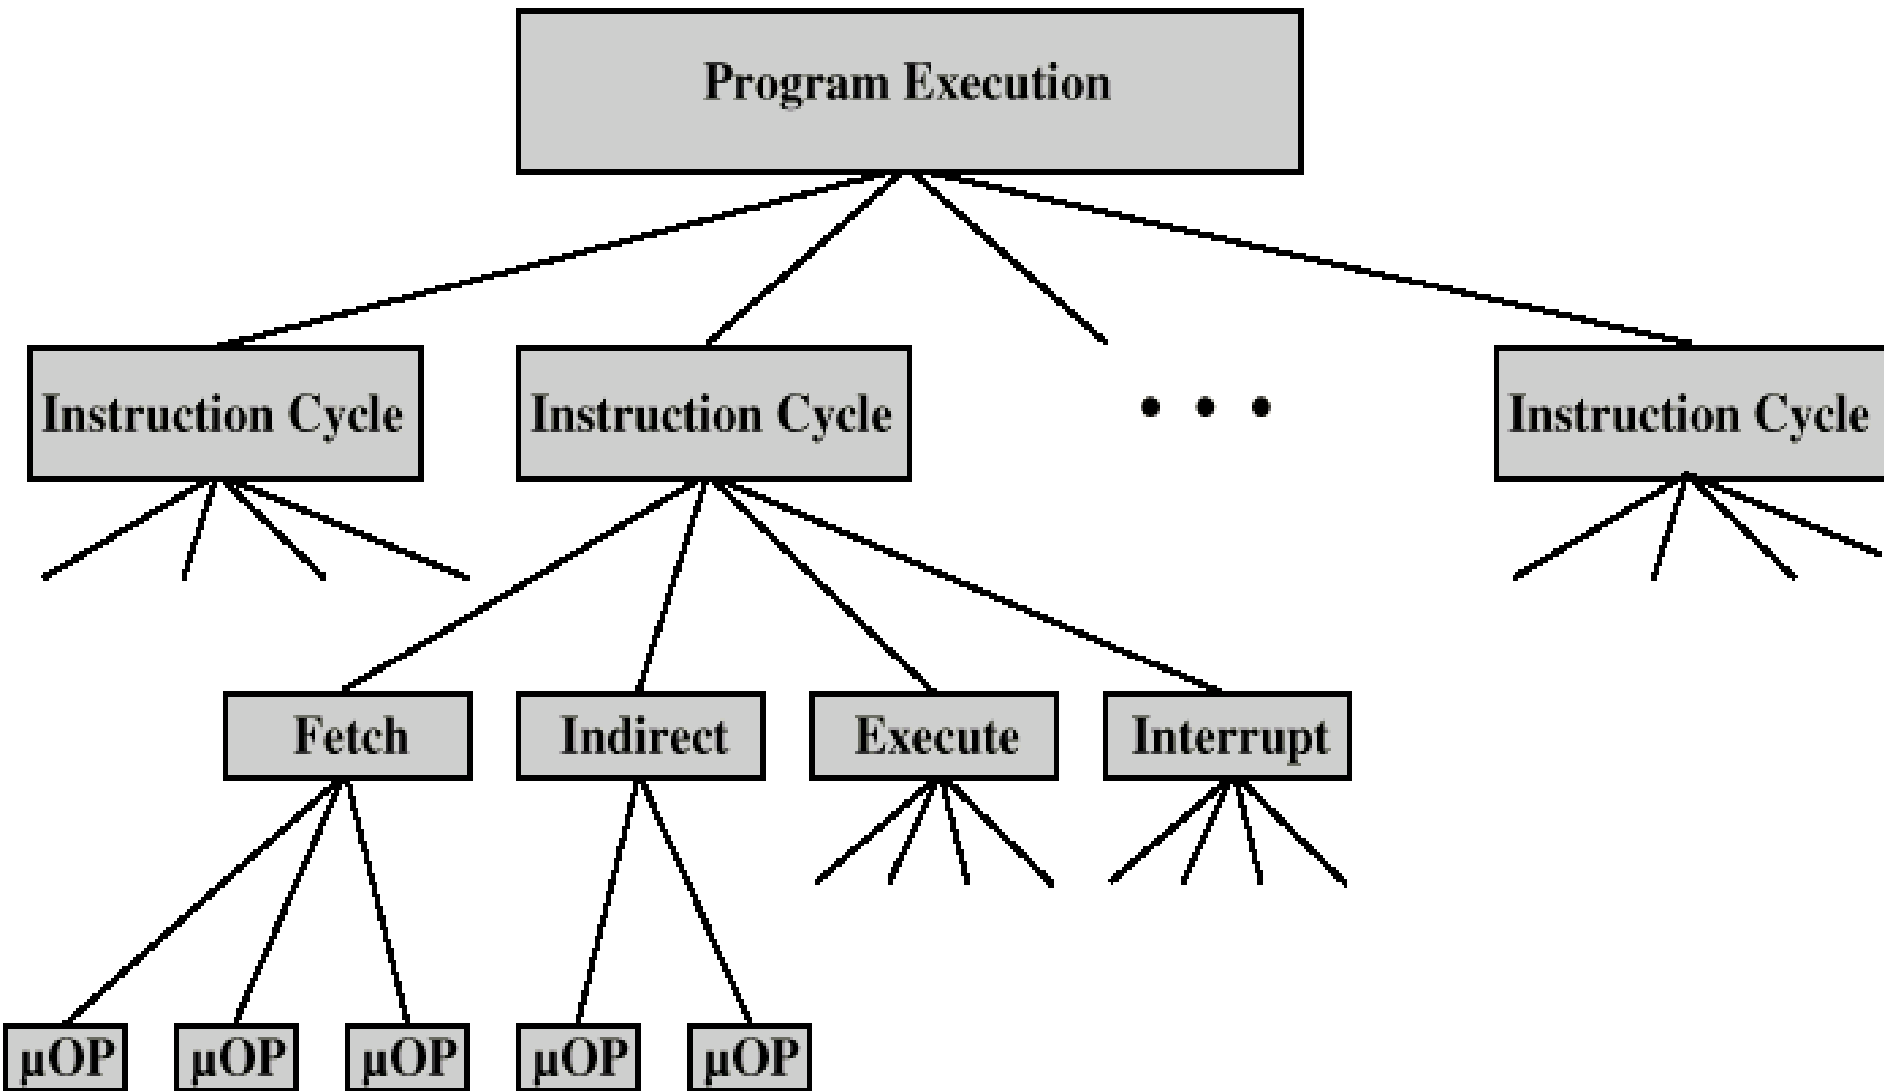 Program Execution
Instruction Cycle
Instruction Cycle
• • •
Instruction Cycle
Fetch
Indirect
Execute
Interrupt
µOP
µOP
µOP
µOP
µOP